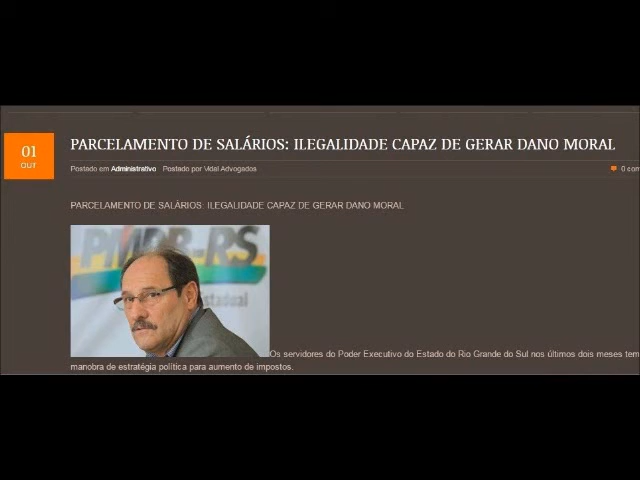 01
OUT
PARCELAMENTO DE SALÁRIOS: ILEGALIDADE CAPAZ DE GERAR DANO MORAL
Postado em Administrativo Postado por Vidal Advogados
0 com
PARCELAMENTO DE SALÁRIOS: ILEGALIDADE CAPAZ DE GERAR DANO MORAL
PMDB-RS
stadual
Os servidores do Poder Executivo do Estado do Rio Grande do Sul nos últimos dois meses tem
manobra de estratégia política para aumento de impostos.